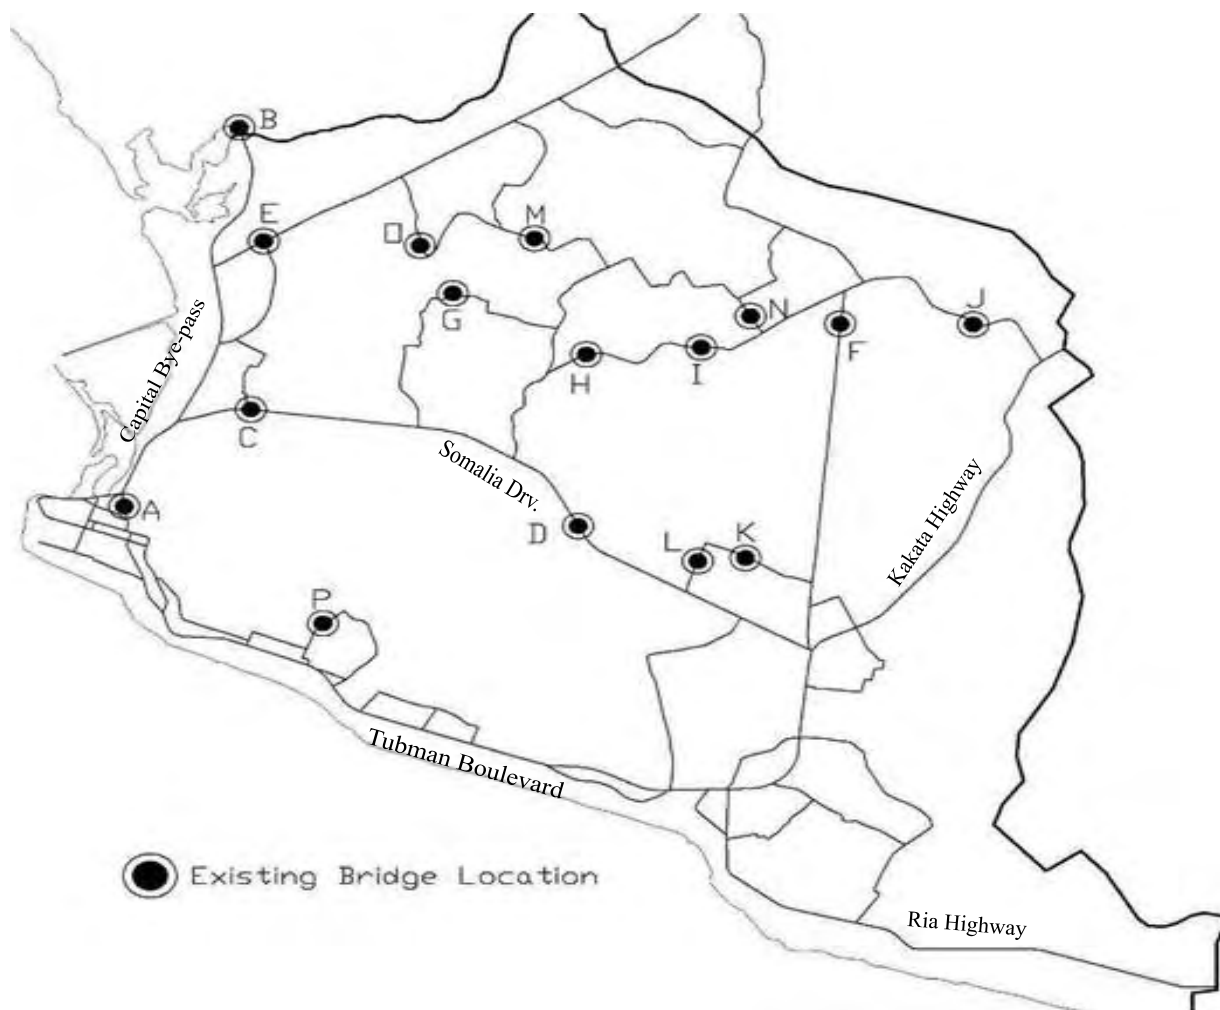 B
E
O
M
G
N
J
F
H
I
Capital Bye-pass
C
Somalia Drv.
A
D
L
K
Kakata Highway
P
Tubman Boulevard
Existing Bridge Location
Ria Highway